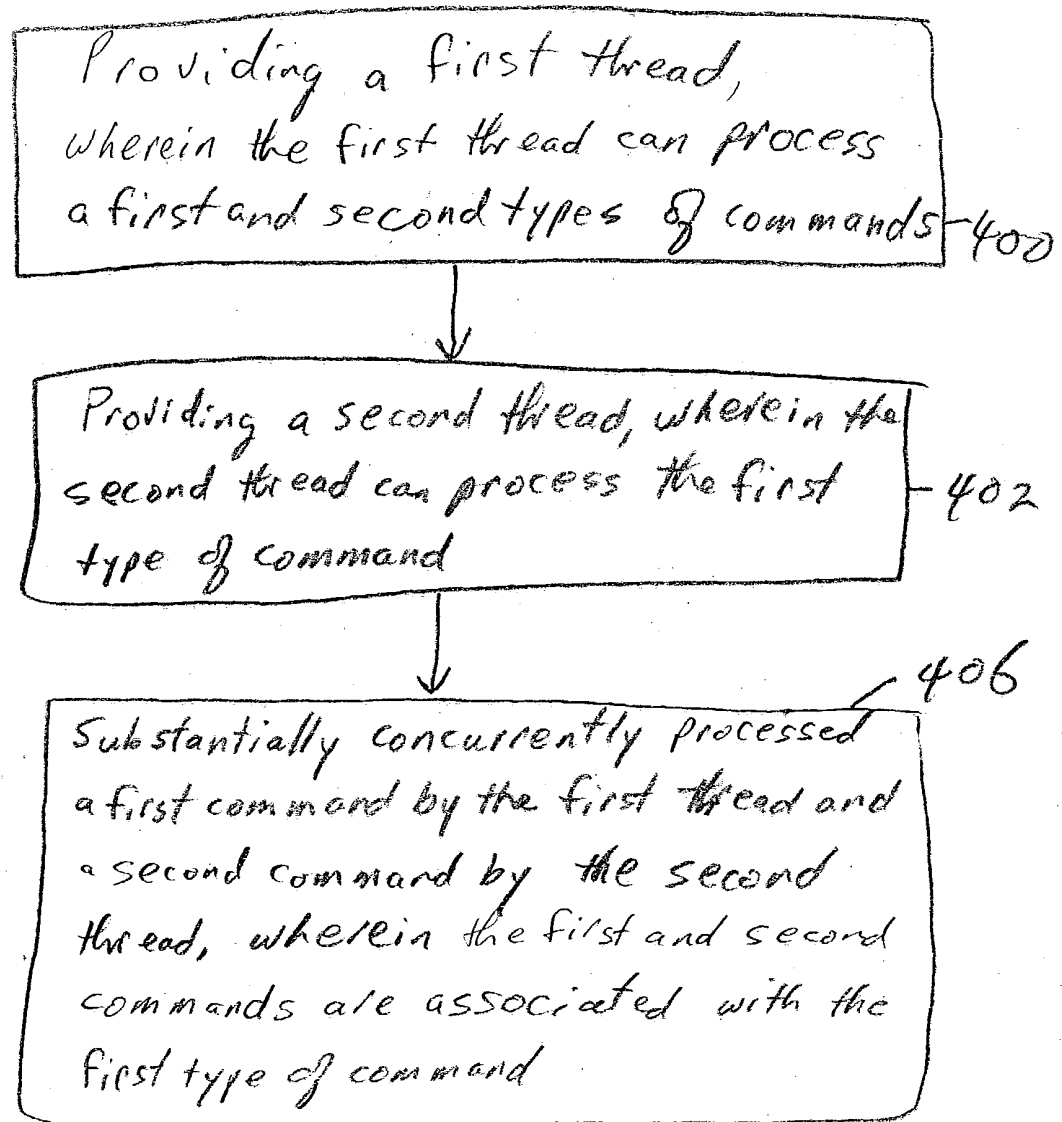 Providing a first thread,
wherein the first thread can process
a first and second types of commands
400
Providing a second thread, wherein the
second thread can process the first
type of command
402
406
Substantially concurrently processed
a first command by the first thread and
a second command by the second
thread, wherein the first and second
commands are associated with the
first type of command